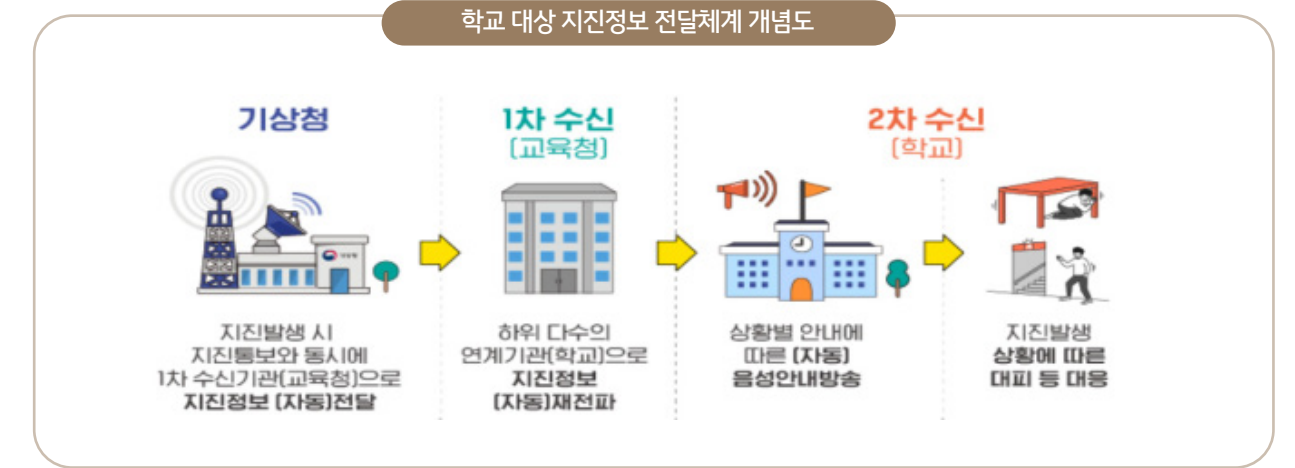 학교 대상 지진정보 전달체계 개념도
기상청
지진발생 시
지진통보와 동시에
1차 수신기관(교육청)으로
지진정보 (자동)전달
1차 수신
(교육청)
하위 다수의
연계기관(학교)으로
지진정보
(자동)재전파
2차 수신
(학교)
상황별 안내에
따른 (자동)
음성안내방송
지진발생
상황에 따른
대피 등 대응